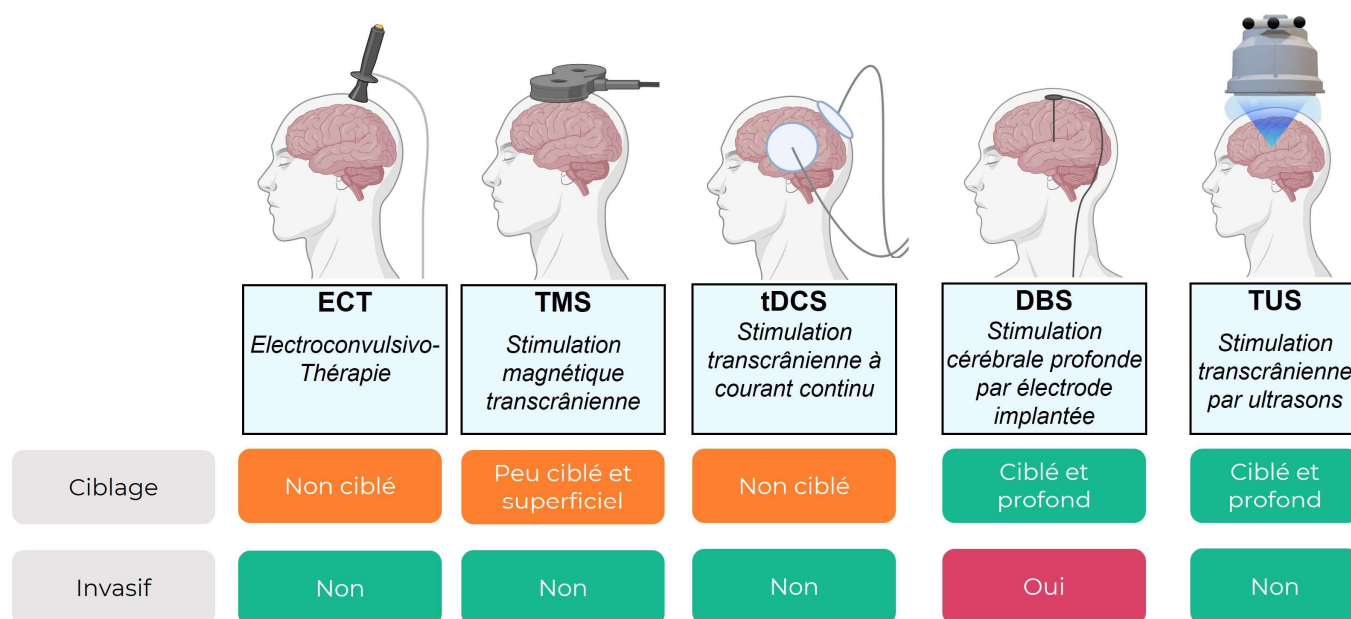 ECT
Electroconvulsivo-
Thérapie
TMS
Stimulation
magnétique
transcrânienne
tDCS
Stimulation
transcrânienne à
courant continu
DBS
Stimulation
cérébrale profonde
par électrode
implantée
TUS
Stimulation
transcrânienne
par ultrasons
Ciblage
Non ciblé
Peu ciblé et
superficiel
Non ciblé
Ciblé et
profond
Ciblé et
profond
Invasif
Non
Non
Non
Oui
Non